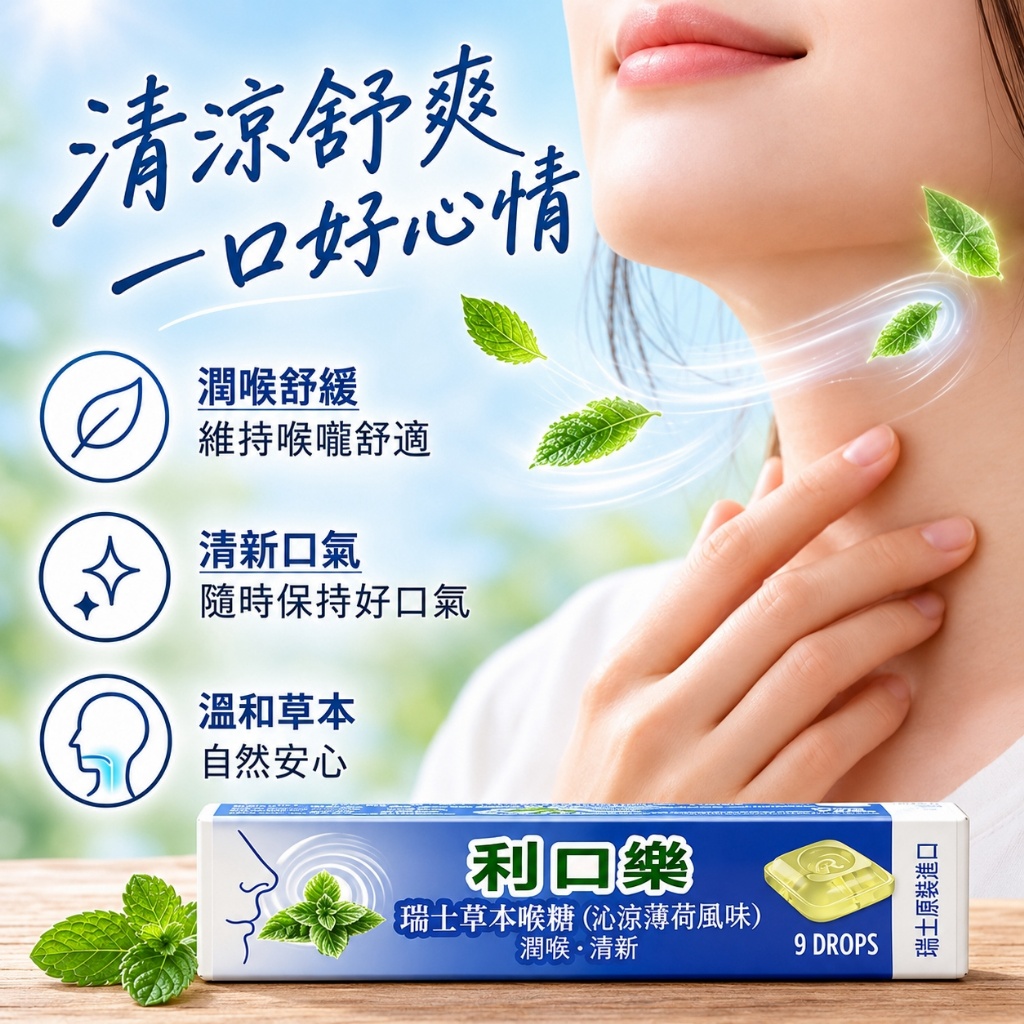 清涼舒爽
一口好心情
潤喉舒緩
維持喉嚨舒適
清新口氣
隨時保持好口氣
溫和草本
自然安心
利口樂
瑞士草本喉糖(沁涼薄荷風味)
潤喉·清新
9 DROPS
瑞士原裝進口